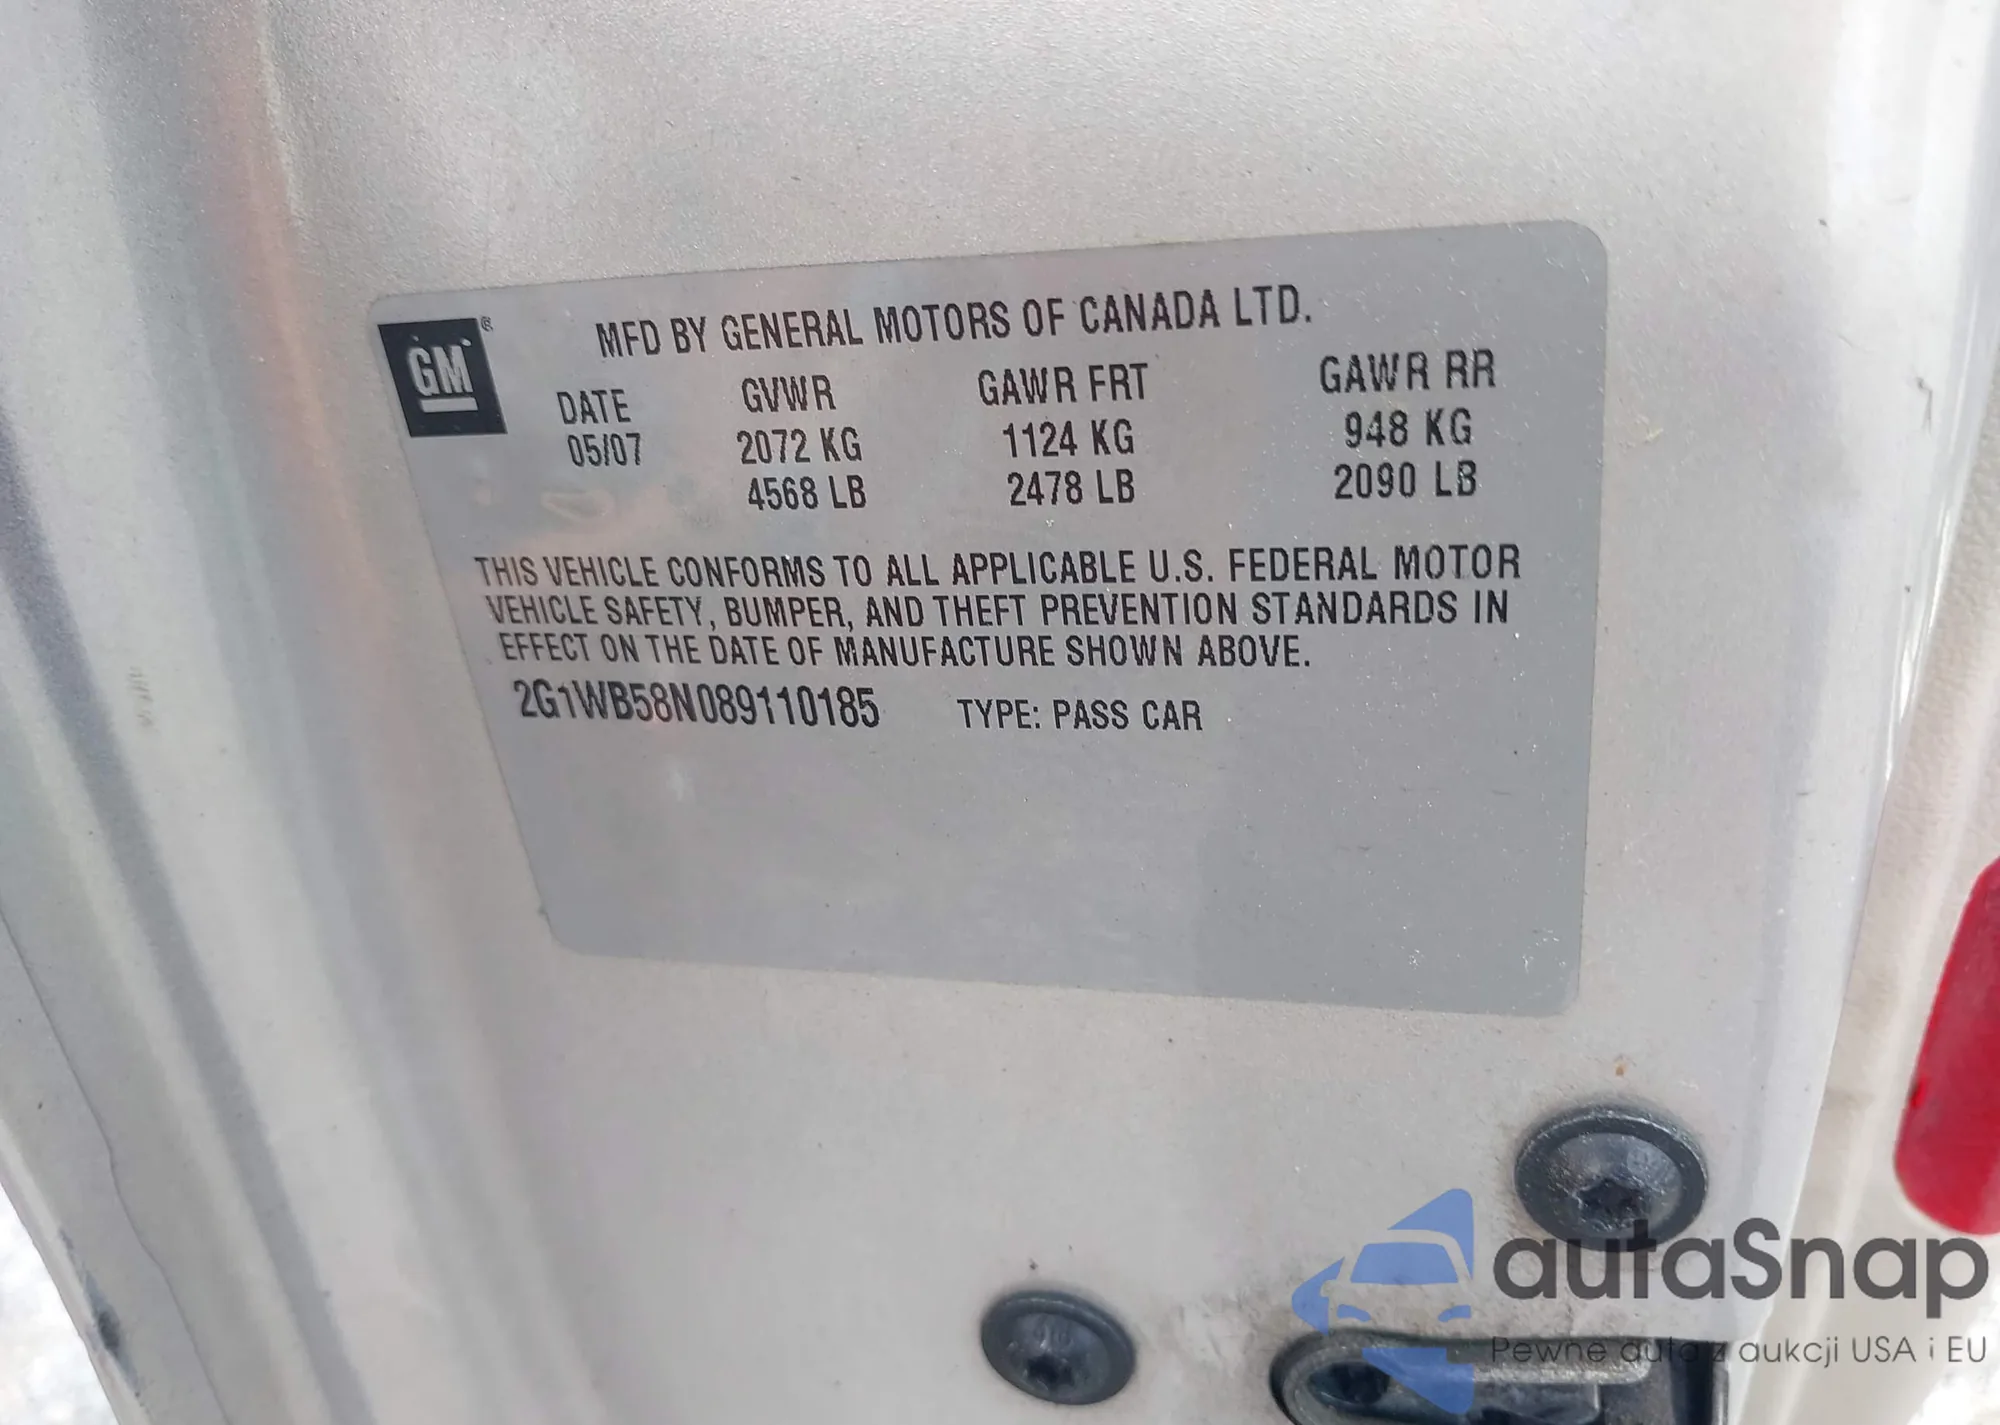 GM ®
MFD BY GENERAL MOTORS OF CANADA LTD.
DATE GVWR GAWR FRT GAWR RR
05/07 2072 KG 1124 KG 948 KG
4568 LB 2478 LB 2090 LB
THIS VEHICLE CONFORMS TO ALL APPLICABLE U.S. FEDERAL MOTOR
VEHICLE SAFETY, BUMPER, AND THEFT PREVENTION STANDARDS IN
EFFECT ON THE DATE OF MANUFACTURE SHOWN ABOVE.
2G1WB58N089110185 TYPE: PASS CAR
autaSnap
Pewne auta z aukcji USA i EU